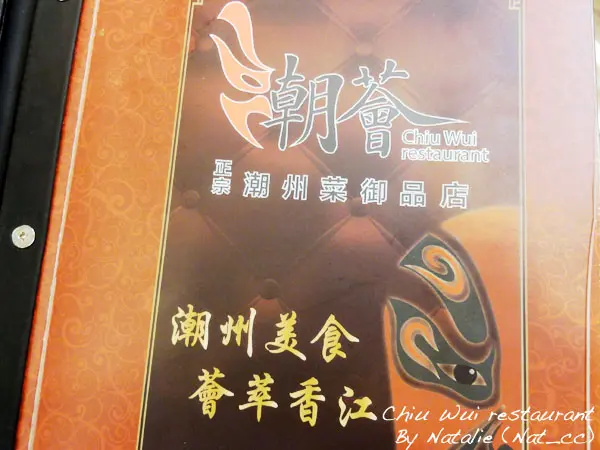 潮薈
Chiu Wui
restaurant
正宗 潮州菜御品店
潮州美食
薈萃香江
Chiu Wui restaurant
By Natalie (Nat_cc)